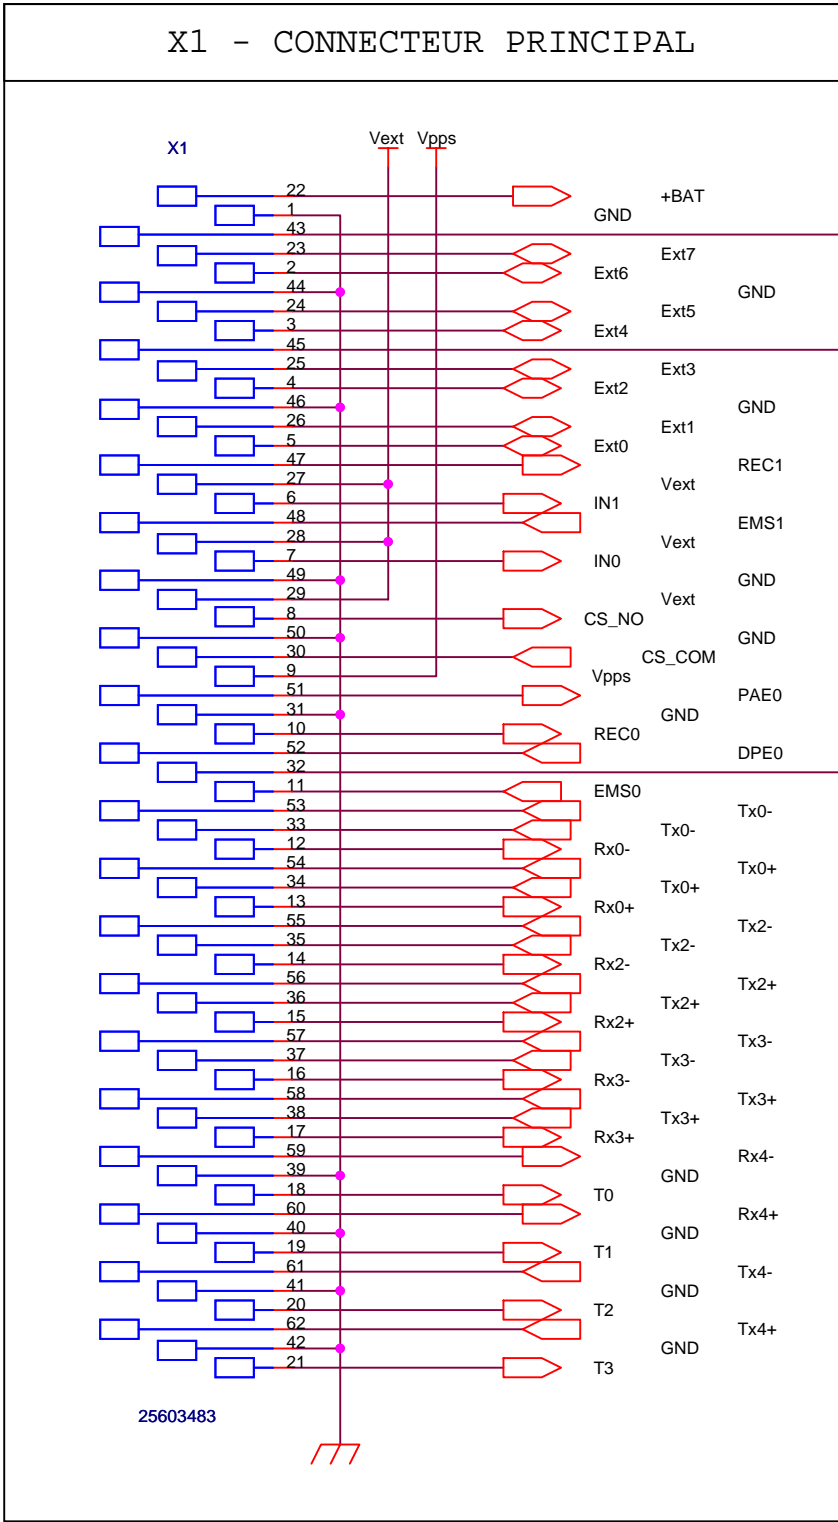 X1 - CONNECTEUR PRINCIPAL
Vext Vpps
X1
22 +BAT
1 GND
43
23 Ext7
2 Ext6
44 GND
24 Ext5
3 Ext4
45
25 Ext3
4 Ext2
46 GND
26 Ext1
5 Ext0
47 REC1
27 Vext
6 IN1
48 EMS1
28 Vext
7 IN0
49 GND
29 Vext
8 CS_NO
50 GND
30 CS_COM
9 Vpps
51 PAE0
31 GND
10 REC0
52 DPE0
32
11 EMS0
53 Tx0-
33 Tx0-
12 Rx0-
54 Tx0+
34 Tx0+
13 Rx0+
55 Tx2-
35 Tx2-
14 Rx2-
56 Tx2+
36 Tx2+
15 Rx2+
57 Tx3-
37 Tx3-
16 Rx3-
58 Tx3+
38 Tx3+
17 Rx3+
59 Rx4-
39 GND
18 T0
60 Rx4+
40 GND
19 T1
61 Tx4-
41 GND
20 T2
62 Tx4+
42 GND
21 T3
25603483